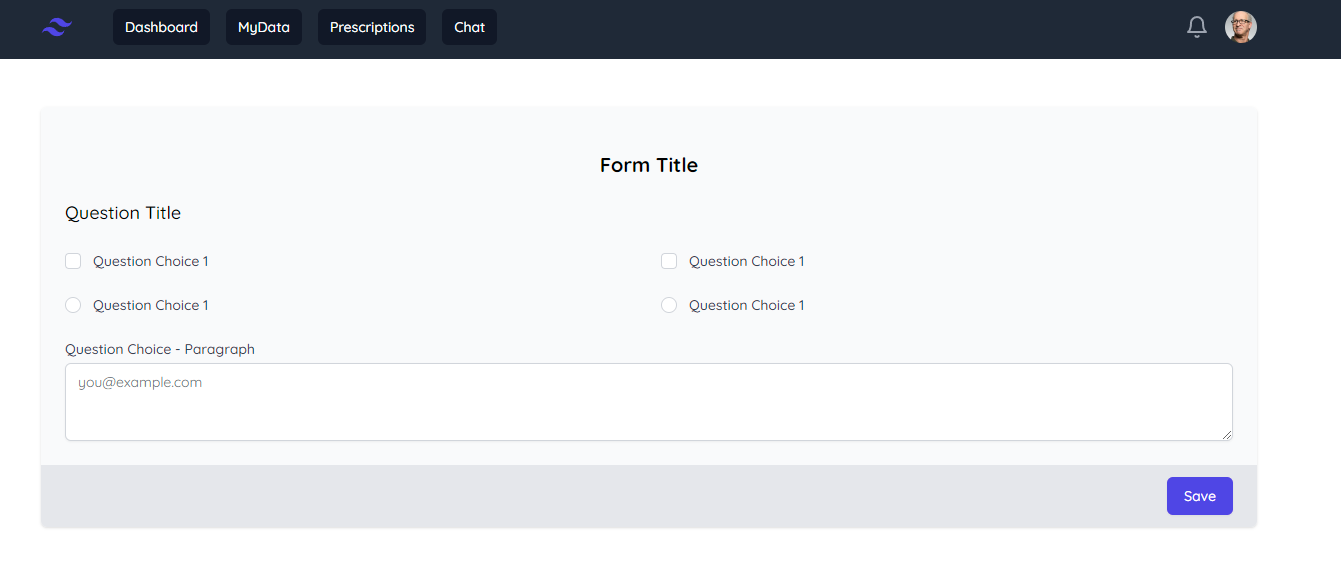 Dashboard MyData Prescriptions Chat
Form Title
Question Title
Question Choice 1 Question Choice 1
Question Choice 1 Question Choice 1
Question Choice - Paragraph
you@example.com
Save